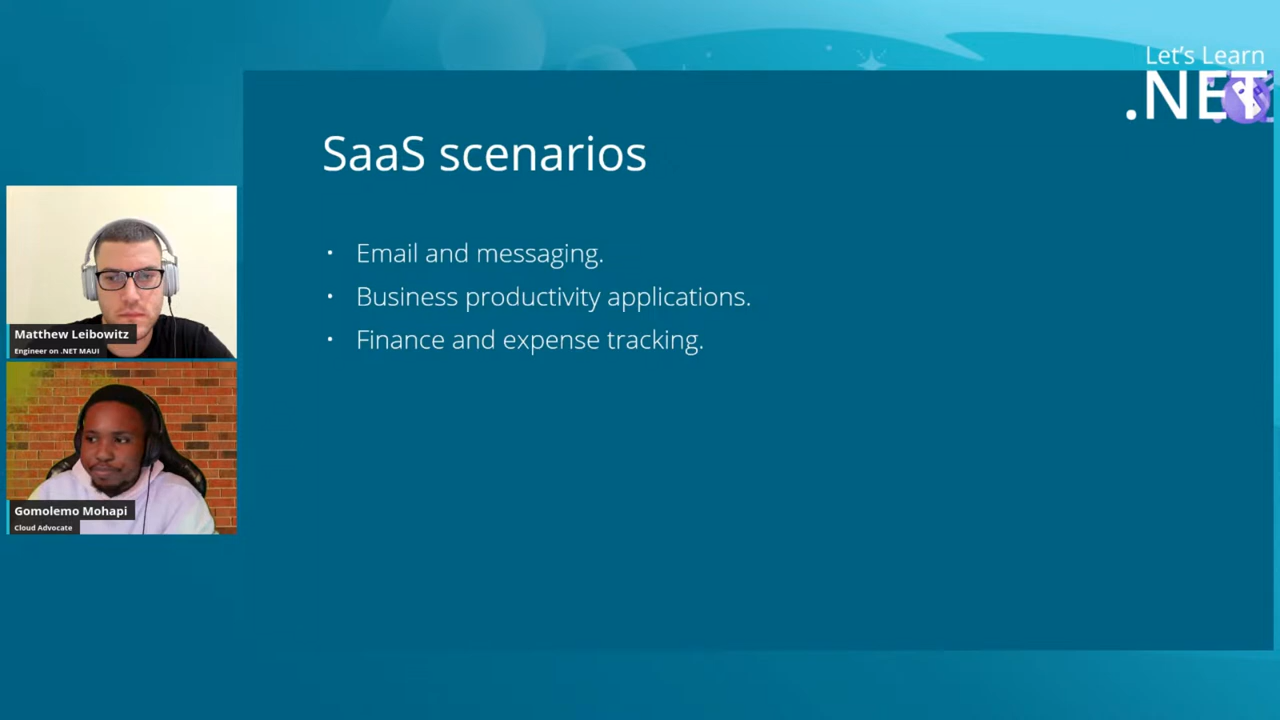 Let's Learn
.NET
SaaS scenarios
• Email and messaging.
• Business productivity applications.
• Finance and expense tracking.
Matthew Leibowitz
Engineer on .NET MAUI
Gomolemo Mohapi
Cloud Advocate